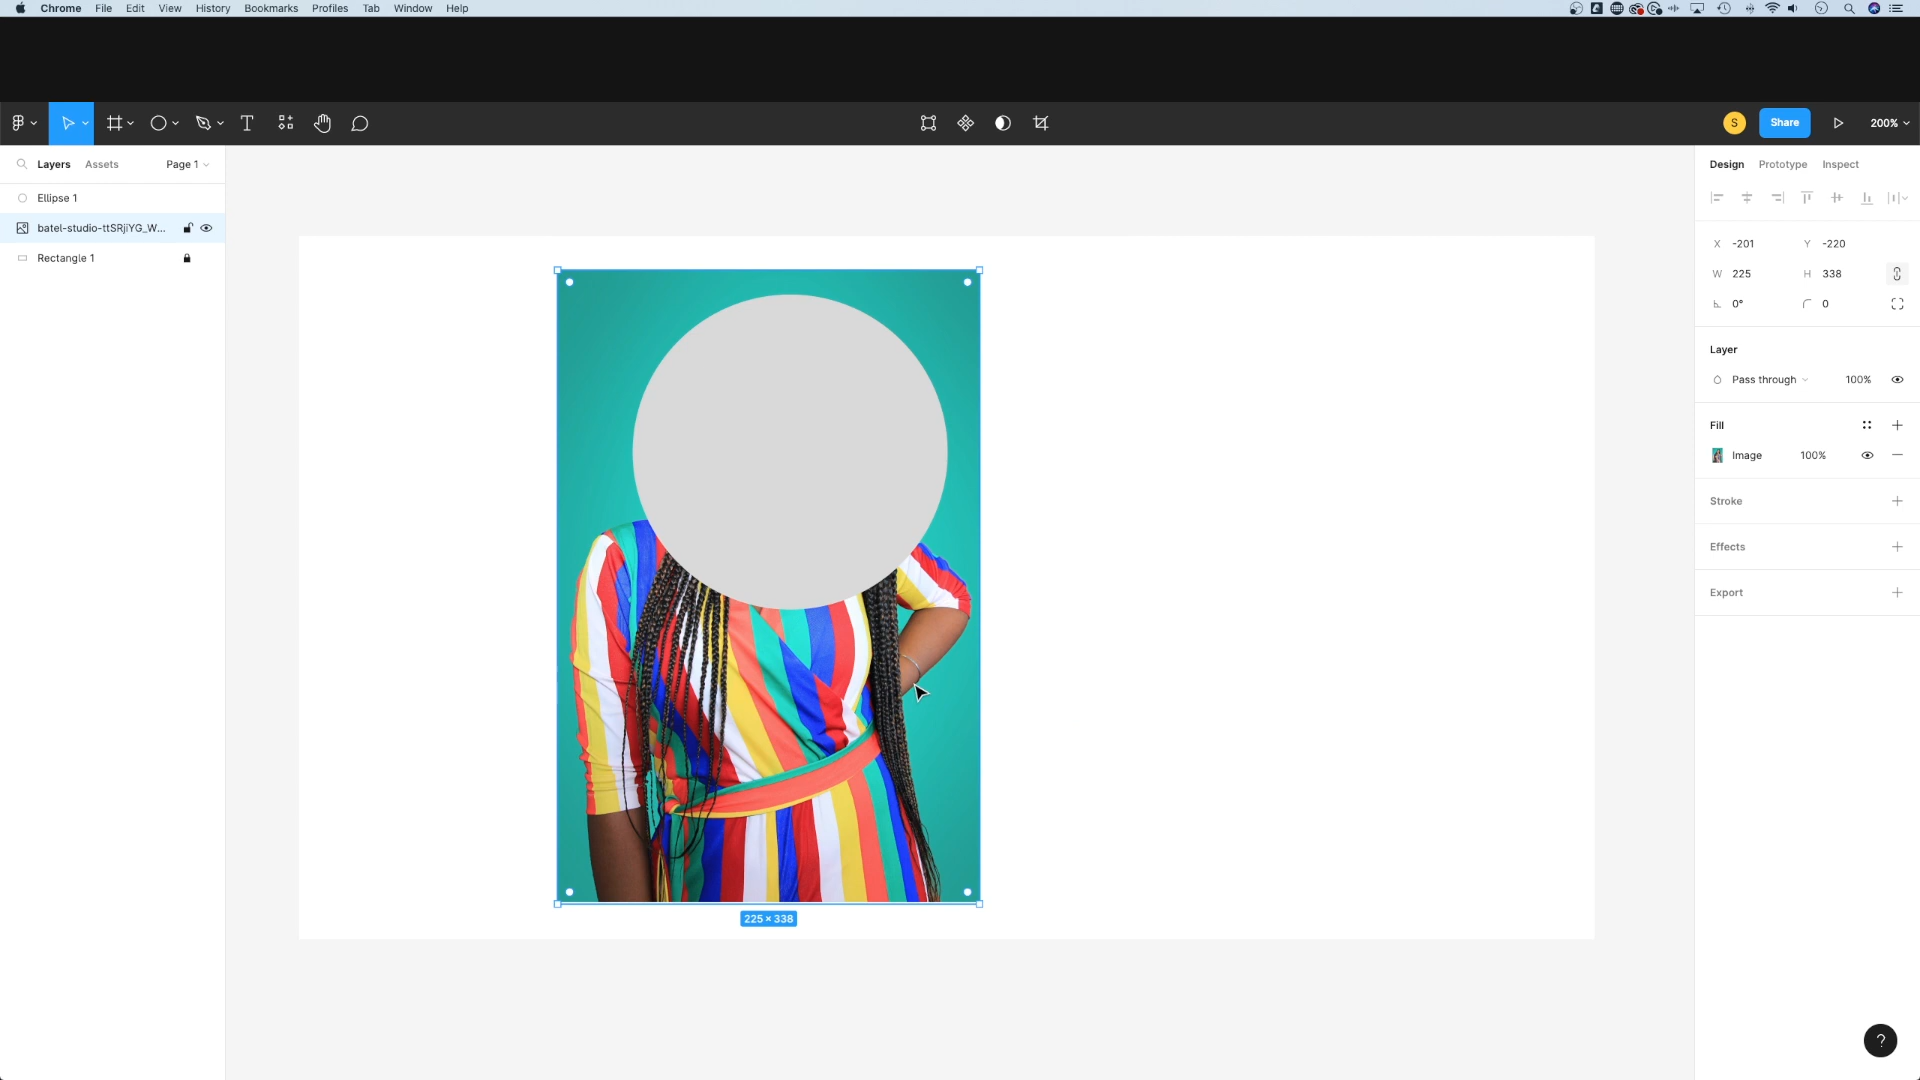 Chrome File Edit View History Bookmarks Profiles Tab Window Help
S Share 200%
Layers Assets Page 1
Design Prototype Inspect
Ellipse 1
batel-studio-ttSRjiYG_W...
Rectangle 1
X -201 Y -220
W 225 H 338
0° 0
Layer
Pass through 100%
Fill
Image 100%
Stroke
Effects
Export
225 × 338
?